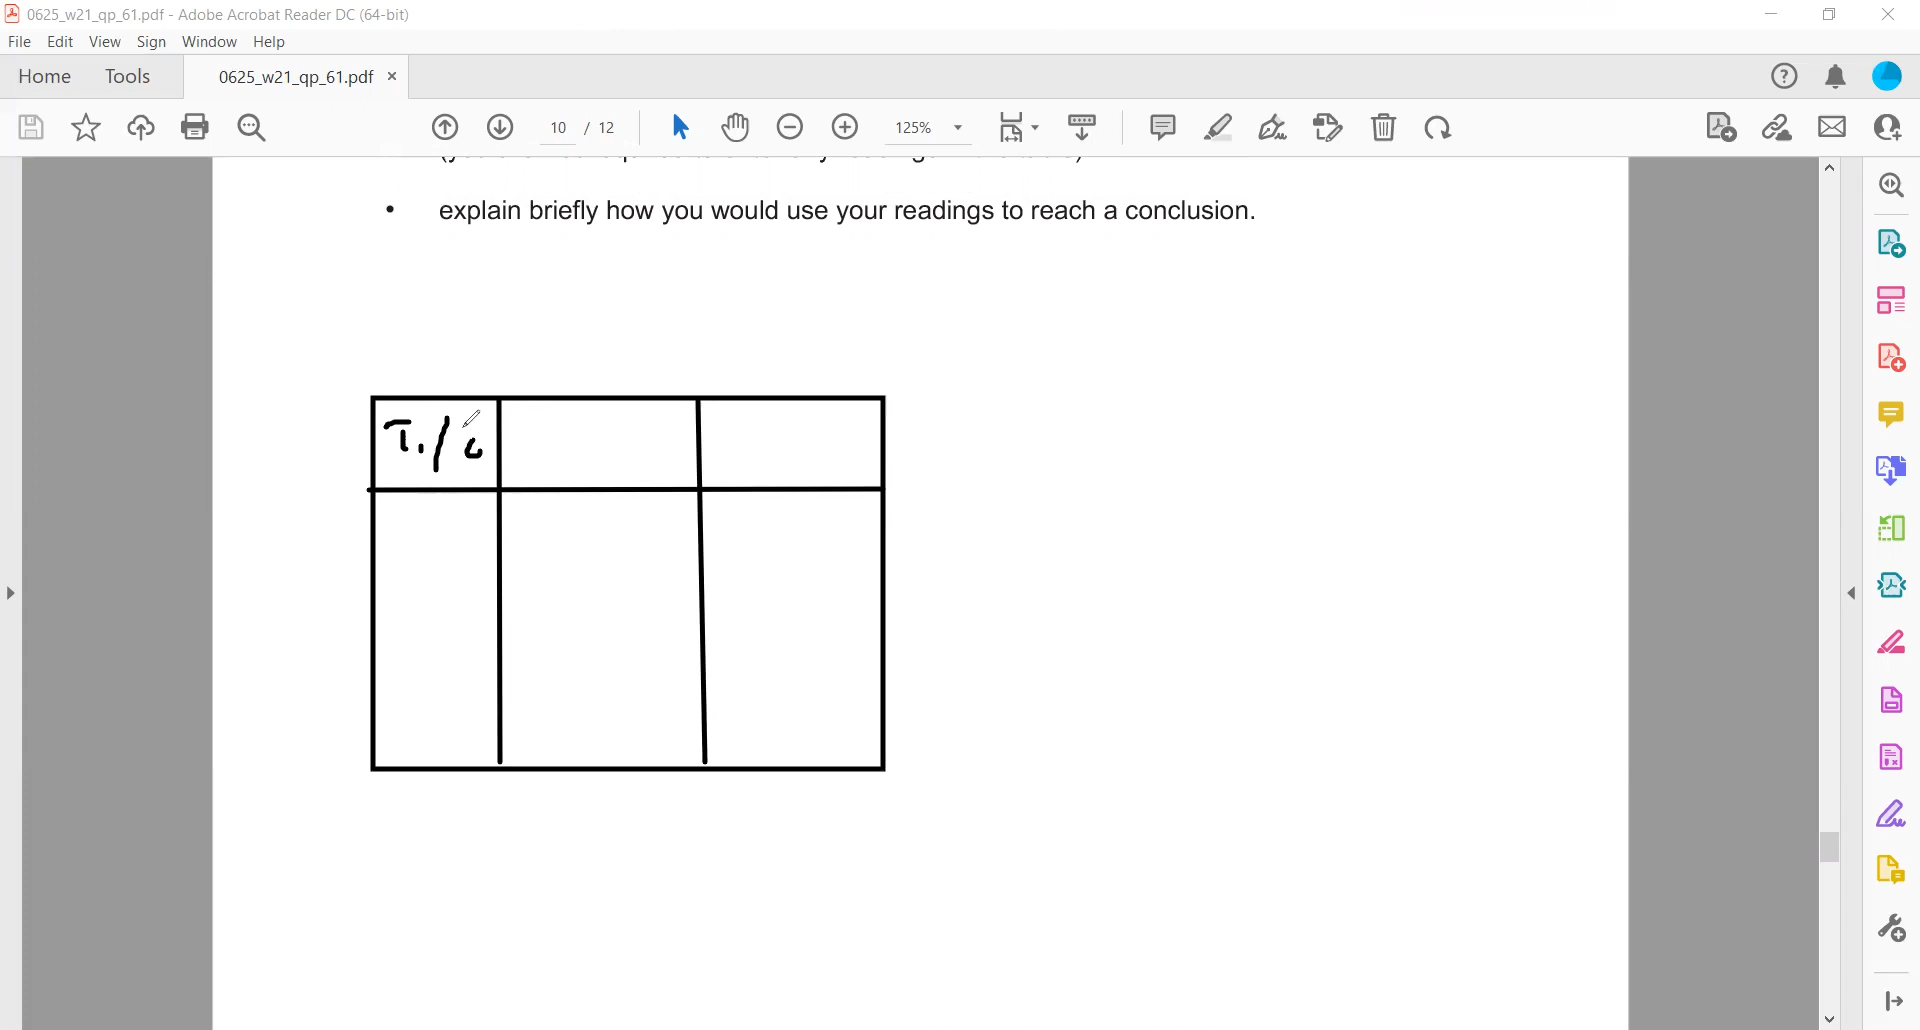 0625_w21_qp_61.pdf - Adobe Acrobat Reader DC (64-bit)
File Edit View Sign Window Help
Home Tools 0625_w21_qp_61.pdf ×
10 / 12 125%
• explain briefly how you would use your readings to reach a conclusion.
T₁/